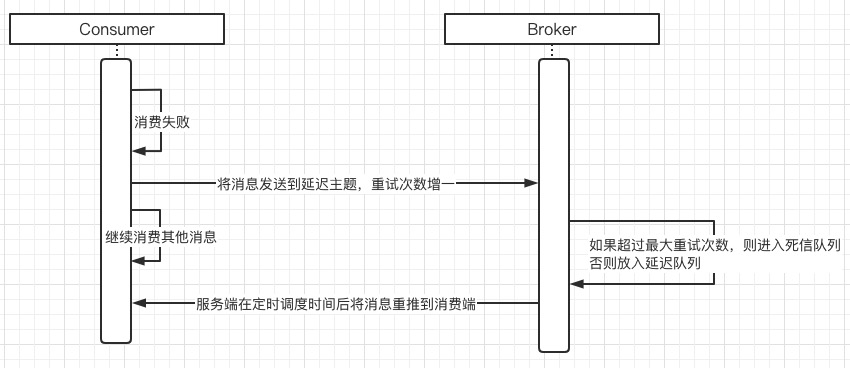 Consumer
Broker
消费失败
将消息发送到延迟主题，重试次数增一
继续消费其他消息
如果超过最大重试次数，则进入死信队列
否则放入延迟队列
服务端在定时调度时间后将消息重推到消费端